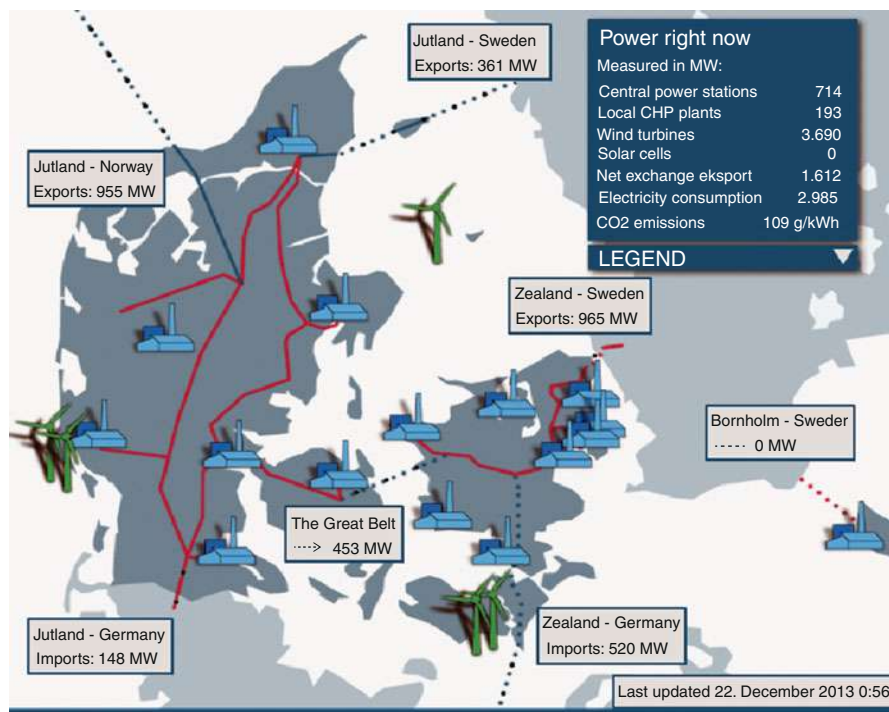 Jutland - Sweden
Exports: 361 MW
Power right now
Measured in MW:
Central power stations 714
Local CHP plants 193
Wind turbines 3.690
Solar cells 0
Net exchange eksport 1.612
Electricity consumption 2.985
CO2 emissions 109 g/kWh
LEGEND
Jutland - Norway
Exports: 955 MW
Zealand - Sweden
Exports: 965 MW
Bornholm - Sweder
0 MW
The Great Belt
453 MW
Jutland - Germany
Imports: 148 MW
Zealand - Germany
Imports: 520 MW
Last updated 22. December 2013 0:56